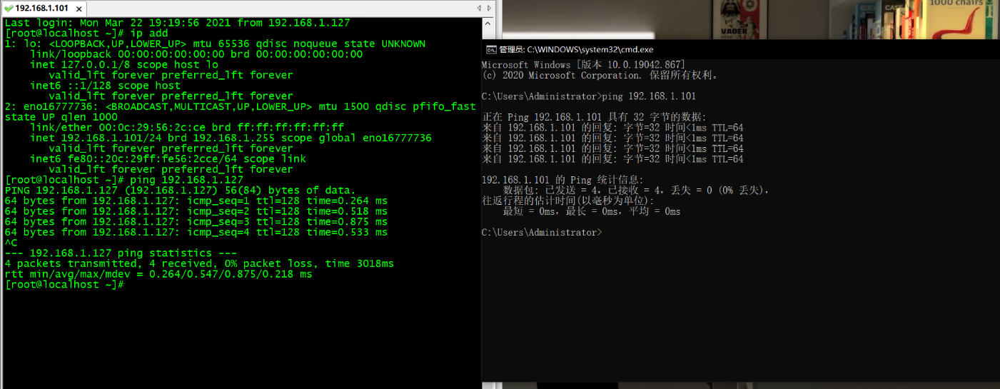 192.168.1.101
Last login: Mon Mar 22 19:19:56 2021 from 192.168.1.127
[root@localhost ~]# ip add
1: lo: <LOOPBACK,UP,LOWER_UP> mtu 65536 qdisc noqueue state UNKNOWN
link/loopback 00:00:00:00:00:00 brd 00:00:00:00:00:00
inet 127.0.0.1/8 scope host lo
valid_lft forever preferred_lft forever
inet6 ::1/128 scope host
valid_lft forever preferred_lft forever
2: eno16777736: <BROADCAST,MULTICAST,UP,LOWER_UP> mtu 1500 qdisc pfifo_fast
state UP qlen 1000
link/ether 00:0c:29:56:2c:ce brd ff:ff:ff:ff:ff:ff
inet 192.168.1.101/24 brd 192.168.1.255 scope global eno16777736
valid_lft forever preferred_lft forever
inet6 fe80::20c:29ff:fe56:2cce/64 scope link
valid_lft forever preferred_lft forever
[root@localhost ~]# ping 192.168.1.127
PING 192.168.1.127 (192.168.1.127) 56(84) bytes of data.
64 bytes from 192.168.1.127: icmp_seq=1 ttl=128 time=0.264 ms
64 bytes from 192.168.1.127: icmp_seq=2 ttl=128 time=0.518 ms
64 bytes from 192.168.1.127: icmp_seq=3 ttl=128 time=0.875 ms
64 bytes from 192.168.1.127: icmp_seq=4 ttl=128 time=0.533 ms
^C
--- 192.168.1.127 ping statistics ---
4 packets transmitted, 4 received, 0% packet loss, time 3018ms
rtt min/avg/max/mdev = 0.264/0.547/0.875/0.218 ms
[root@localhost ~]#
VADER
1000 chairs
管理员: C:\WINDOWS\system32\cmd.exe
Microsoft Windows [版本 10.0.19042.867]
(c) 2020 Microsoft Corporation. 保留所有权利。
C:\Users\Administrator>ping 192.168.1.101
正在 Ping 192.168.1.101 具有 32 字节的数据:
来自 192.168.1.101 的回复: 字节=32 时间<1ms TTL=64
来自 192.168.1.101 的回复: 字节=32 时间<1ms TTL=64
来自 192.168.1.101 的回复: 字节=32 时间<1ms TTL=64
来自 192.168.1.101 的回复: 字节=32 时间<1ms TTL=64
192.168.1.101 的 Ping 统计信息:
数据包: 已发送 = 4，已接收 = 4，丢失 = 0 (0% 丢失)，
往返行程的估计时间(以毫秒为单位):
最短 = 0ms，最长 = 0ms，平均 = 0ms
C:\Users\Administrator>